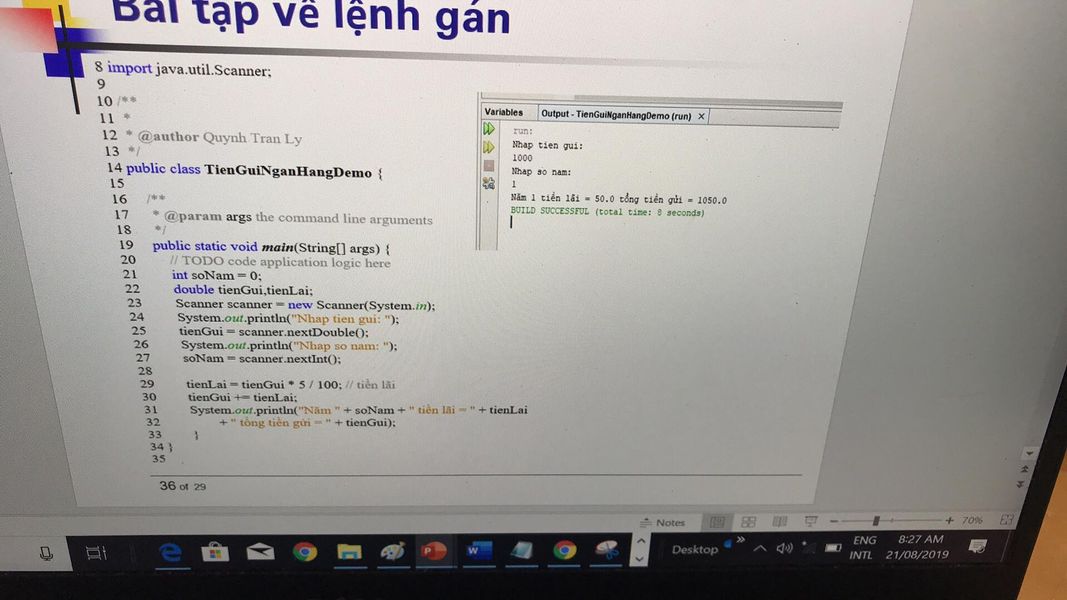 Bài tập về lệnh gán
8 import java.util.Scanner;
9
10 /**
11 *
12 * @author Quynh Tran Ly
13 */
14 public class TienGuiNganHangDemo {
15
16 /**
17 * @param args the command line arguments
18 */
19 public static void main(String[] args) {
20 // TODO code application logic here
21 int soNam = 0;
22 double tienGui,tienLai;
23 Scanner scanner = new Scanner(System.in);
24 System.out.println("Nhap tien gui: ");
25 tienGui = scanner.nextDouble();
26 System.out.println("Nhap so nam: ");
27 soNam = scanner.nextInt();
28
29 tienLai = tienGui * 5 / 100; // tiền lãi
30 tienGui += tienLai;
31 System.out.println("Năm " + soNam + " tiền lãi = " + tienLai
32 + " tổng tiền gửi = " + tienGui);
33 }
34 }
35
Variables Output - TienGuiNganHangDemo (run) ×
run:
Nhap tien gui:
1000
Nhap so nam:
1
Năm 1 tiền lãi = 50.0 tổng tiền gửi = 1050.0
BUILD SUCCESSFUL (total time: 8 seconds)
36 of 29
Notes 70%
Desktop ENG 8:27 AM
INTL 21/08/2019